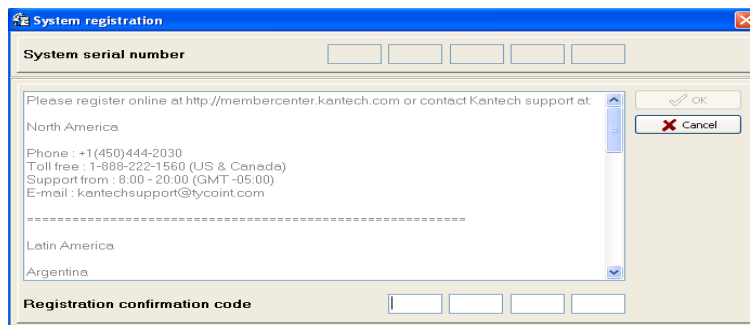 System registration
System serial number
Please register online at http://membercenter.kantech.com or contact Kantech support at:
North America
Phone : +1(450)444-2030
Toll free : 1-888-222-1560 (US & Canada)
Support from : 8:00 - 20:00 (GMT -05:00)
E-mail : kantechsupport@tycoint.com
==========================================================
Latin America
Argentina
OK
Cancel
Registration confirmation code